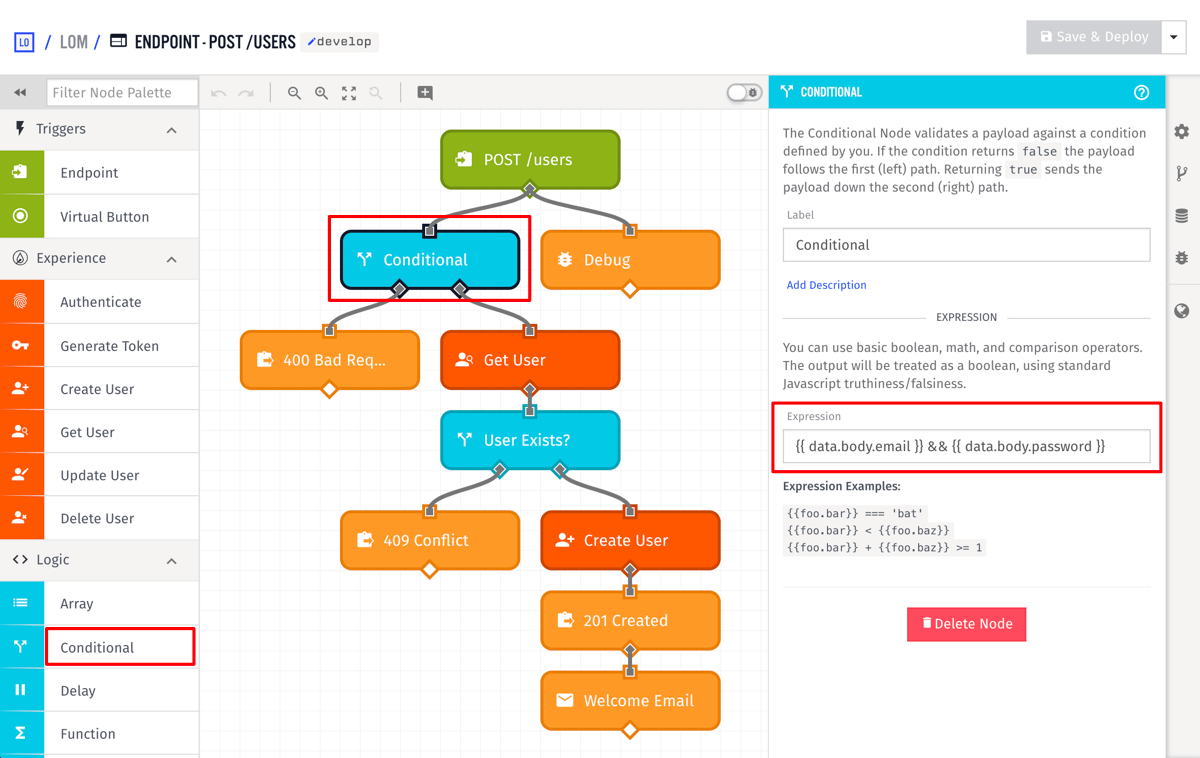 LO / LOM / ENDPOINT - POST /USERS develop
Save & Deploy
Filter Node Palette
Triggers
Endpoint
Virtual Button
Experience
Authenticate
Generate Token
Create User
Get User
Update User
Delete User
Logic
Array
Conditional
Delay
Function
POST /users
Conditional
Debug
400 Bad Req...
Get User
User Exists?
409 Conflict
Create User
201 Created
Welcome Email
CONDITIONAL
The Conditional Node validates a payload against a condition
defined by you. If the condition returns false the payload
follows the first (left) path. Returning true sends the
payload down the second (right) path.
Label
Conditional
Add Description
EXPRESSION
You can use basic boolean, math, and comparison operators.
The output will be treated as a boolean, using standard
Javascript truthiness/falsiness.
Expression
{{ data.body.email }} && {{ data.body.password }}
Expression Examples:
{{foo.bar}} === 'bat'
{{foo.bar}} < {{foo.baz}}
{{foo.bar}} + {{foo.baz}} >= 1
Delete Node